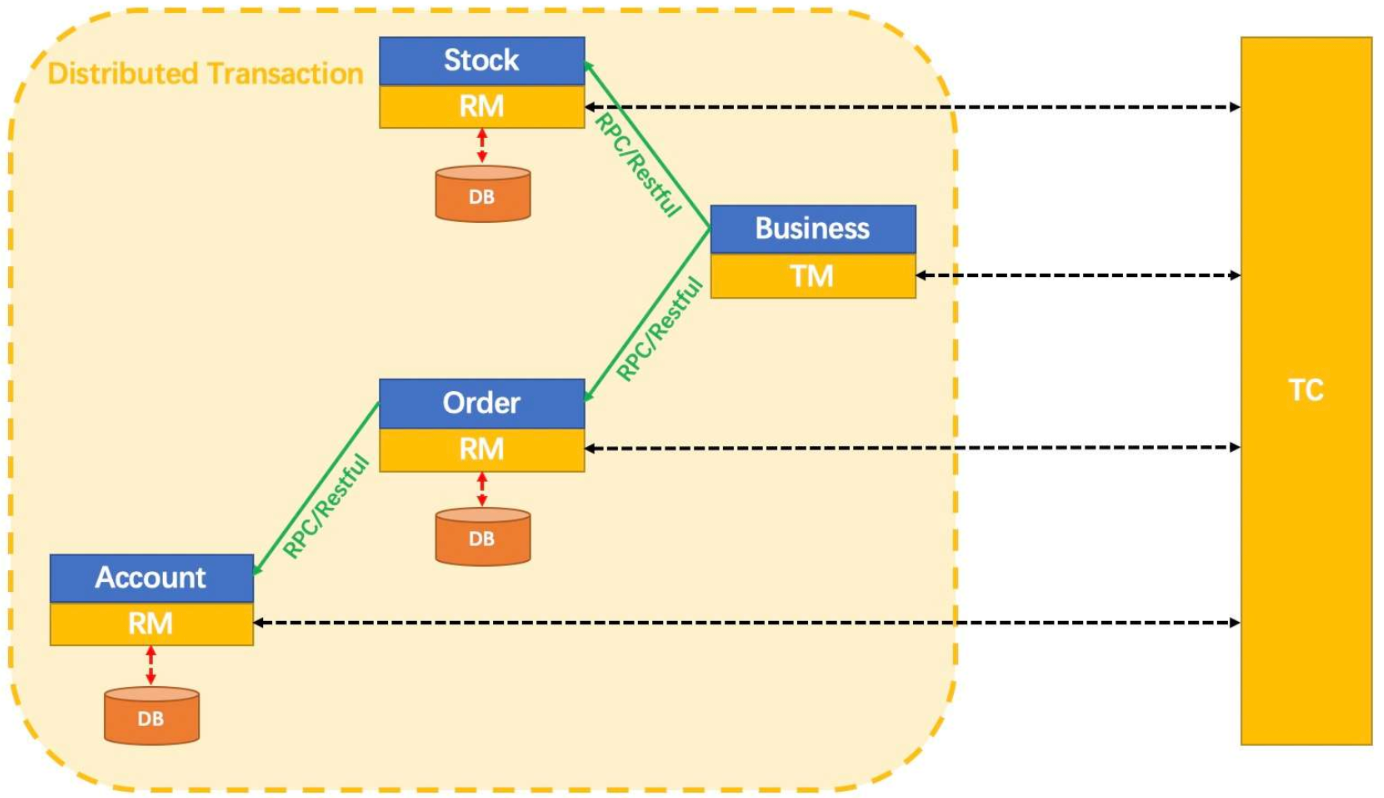 Distributed Transaction
Stock
RM
DB
RPC/Restful
Business
TM
RPC/Restful
Order
RM
DB
RPC/Restful
Account
RM
DB
TC